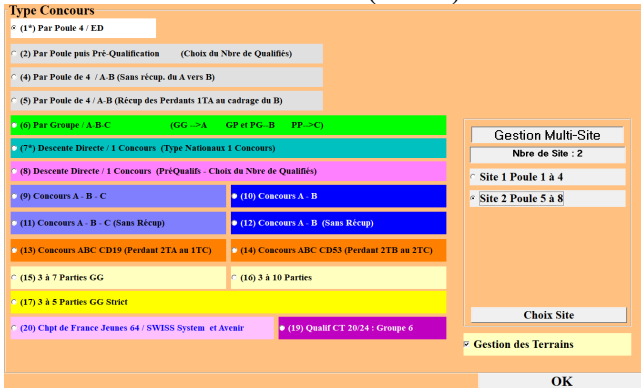 Type Concours
(1*) Par Poule 4 / ED
(2) Par Poule puis Pré-Qualification (Choix du Nbre de Qualifiés)
(4) Par Poule de 4 / A-B (Sans récup. du A vers B)
(5) Par Poule de 4 / A-B (Récup des Perdants 1TA au cadrage du B)
(6) Par Groupe / A-B-C (GG -->A GP et PG--B PP-->C)
(7*) Descente Directe / 1 Concours (Type Nationaux 1 Concours)
(8) Descente Directe / 1 Concours (PréQualifs - Choix du Nbre de Qualifiés)
(9) Concours A - B - C
(10) Concours A - B
(11) Concours A - B - C (Sans Récup)
(12) Concours A - B (Sans Récup)
(13) Concours ABC CD19 (Perdant 2TA au 1TC)
(14) Concours ABC CD53 (Perdant 2TB au 2TC)
(15) 3 à 7 Parties GG
(16) 3 à 10 Parties
(17) 3 à 5 Parties GG Strict
(20) Chpt de France Jeunes 64 / SWISS System et Avenir
(19) Qualif CT 20/24 : Groupe 6
Gestion Multi-Site
Nbre de Site : 2
Site 1 Poule 1 à 4
Site 2 Poule 5 à 8
Choix Site
Gestion des Terrains
OK